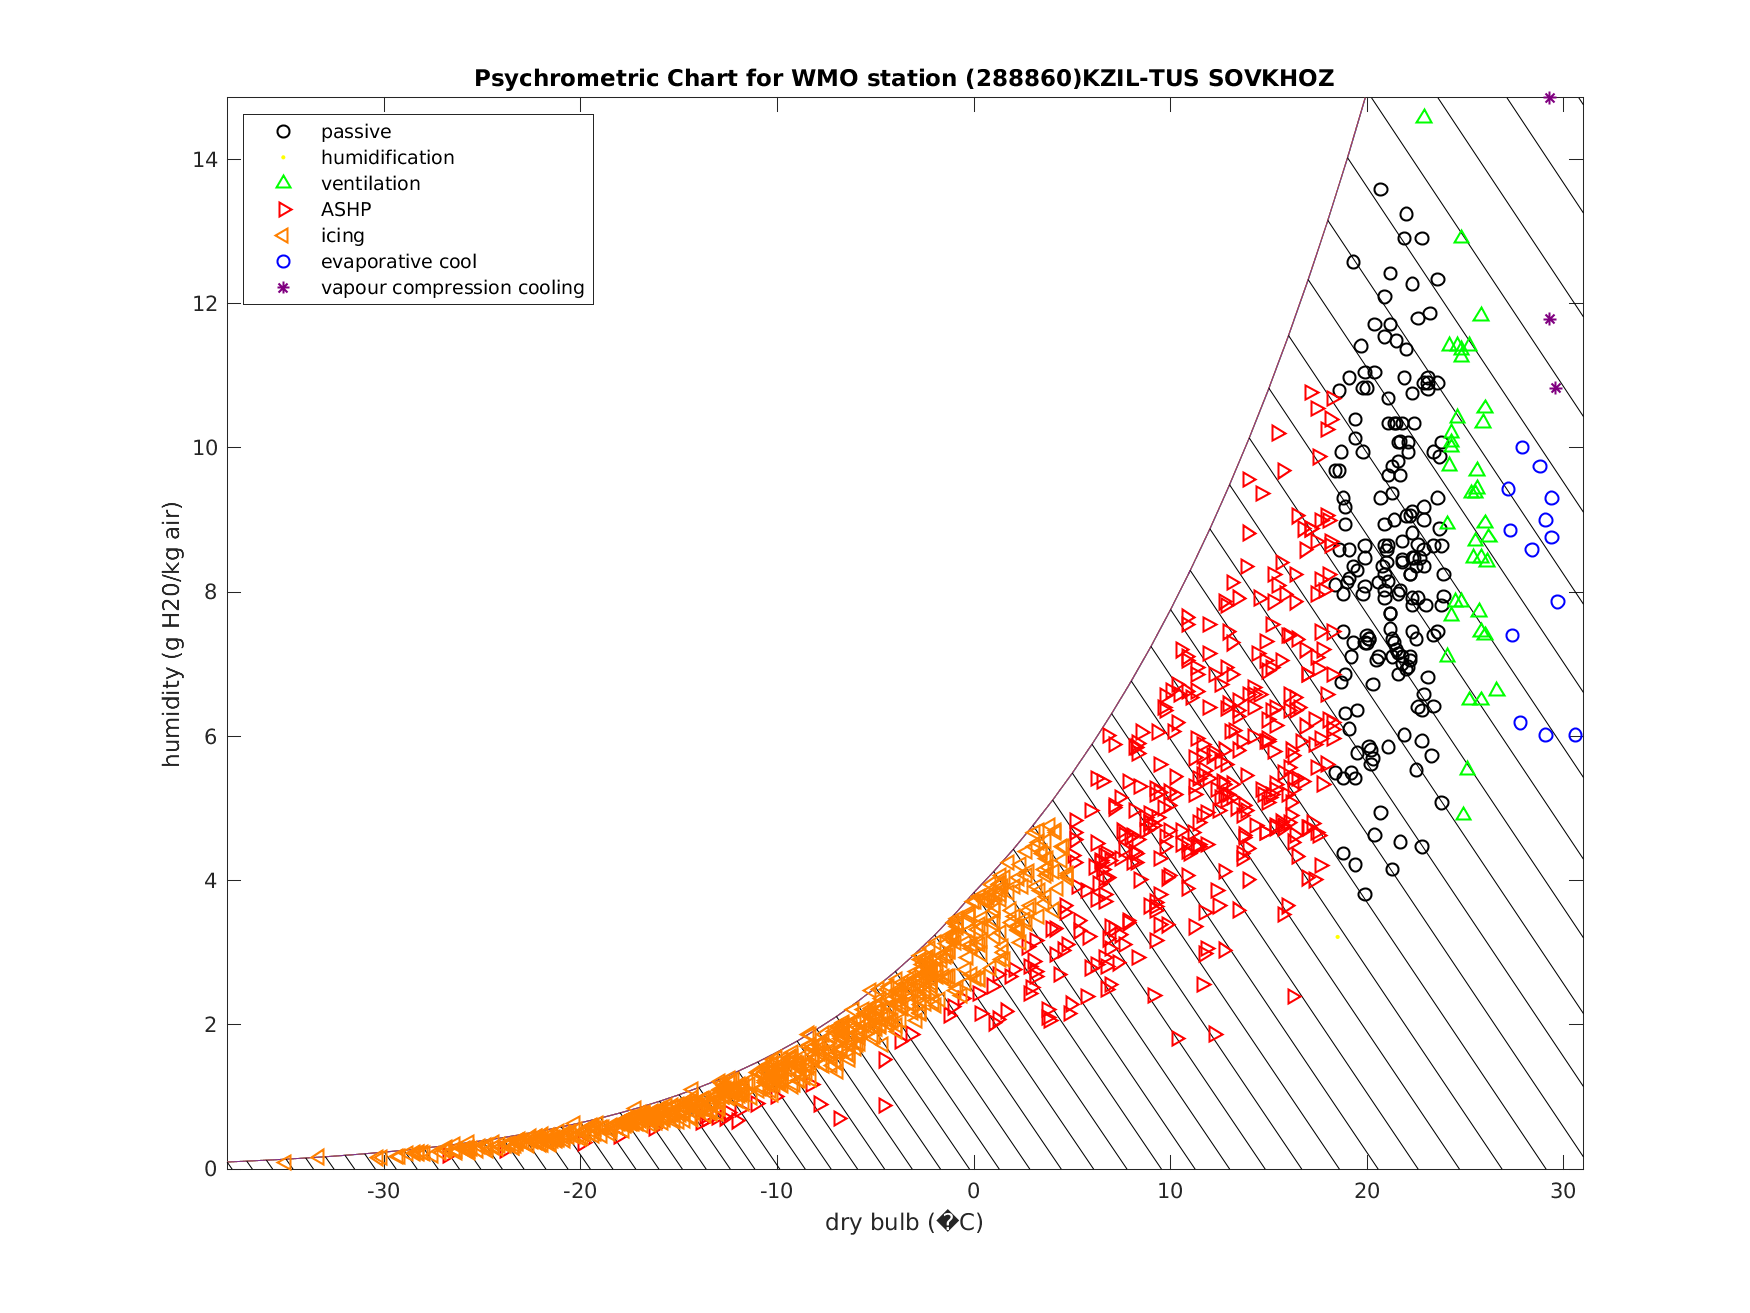 Psychrometric Chart for WMO station (288860)KZIL-TUS SOVKHOZ
passive
humidification
ventilation
ASHP
icing
evaporative cool
vapour compression cooling
14
12
10
8
6
4
2
0
humidity (g H20/kg air)
-30 -20 -10 0 10 20 30
dry bulb (�C)